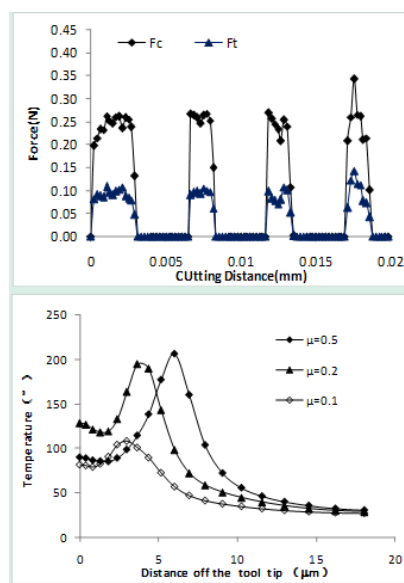 0.45
0.40
0.35
0.30
0.25
0.20
0.15
0.10
0.05
0.00
Force(N)
Fc
Ft
0 0.005 0.01 0.015 0.02
CUtting Distance(mm)
250
200
150
100
50
0
Temperature (°)
μ=0.5
μ=0.2
μ=0.1
0 5 10 15 20
Distance off the tool tip (μm)